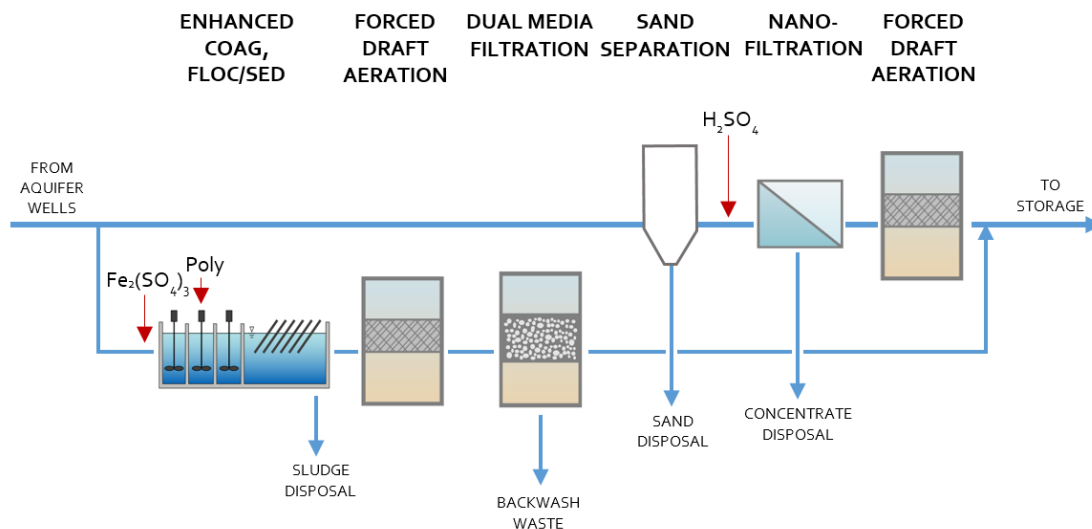 ENHANCED
COAG,
FLOC/SED
FORCED
DRAFT
AERATION
DUAL MEDIA
FILTRATION
SAND
SEPARATION
NANO-
FILTRATION
FORCED
DRAFT
AERATION
H₂SO₄
FROM
AQUIFER
WELLS
TO
STORAGE
Poly
Fe₂(SO₄)₃
SAND
DISPOSAL
CONCENTRATE
DISPOSAL
SLUDGE
DISPOSAL
BACKWASH
WASTE